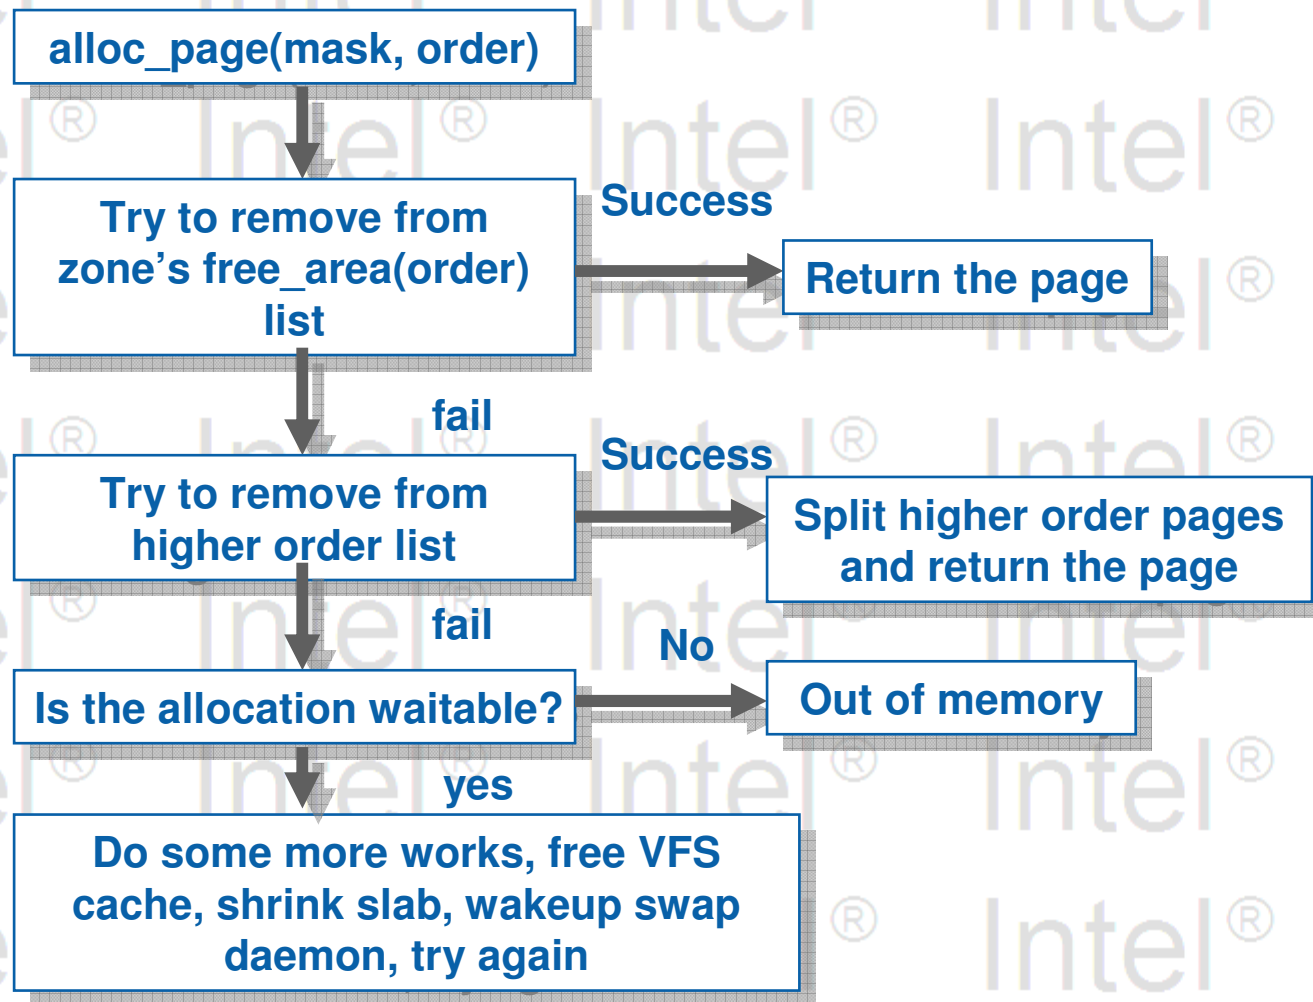 alloc_page(mask, order)
Try to remove from
zone’s free_area(order)
list
Success
Return the page
fail
Try to remove from
higher order list
Success
Split higher order pages
and return the page
fail
Is the allocation waitable?
No
Out of memory
yes
Do some more works, free VFS
cache, shrink slab, wakeup swap
daemon, try again
Intel®